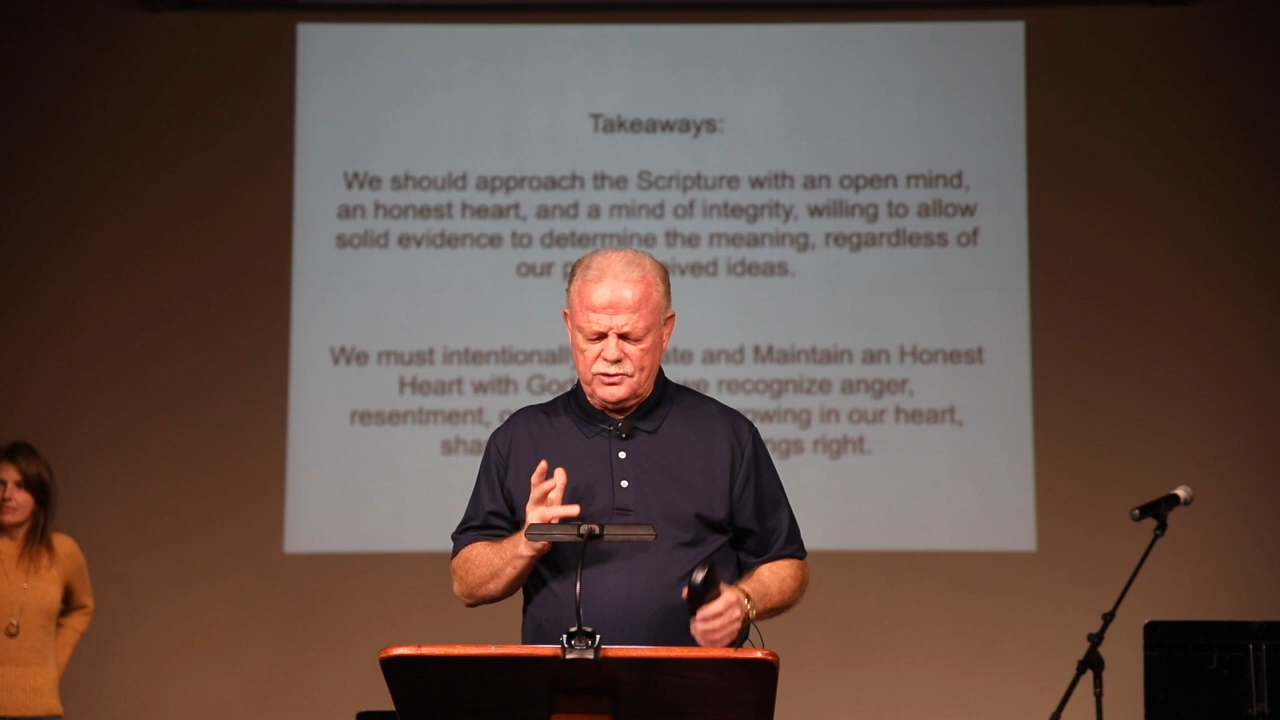 Takeaways:
We should approach the Scripture with an open mind,
an honest heart, and a mind of integrity, willing to allow
solid evidence to determine the meaning, regardless of
our ideas.
We must and Maintain an Honest
Heart with recognize anger,
resentment, in our heart,
right.